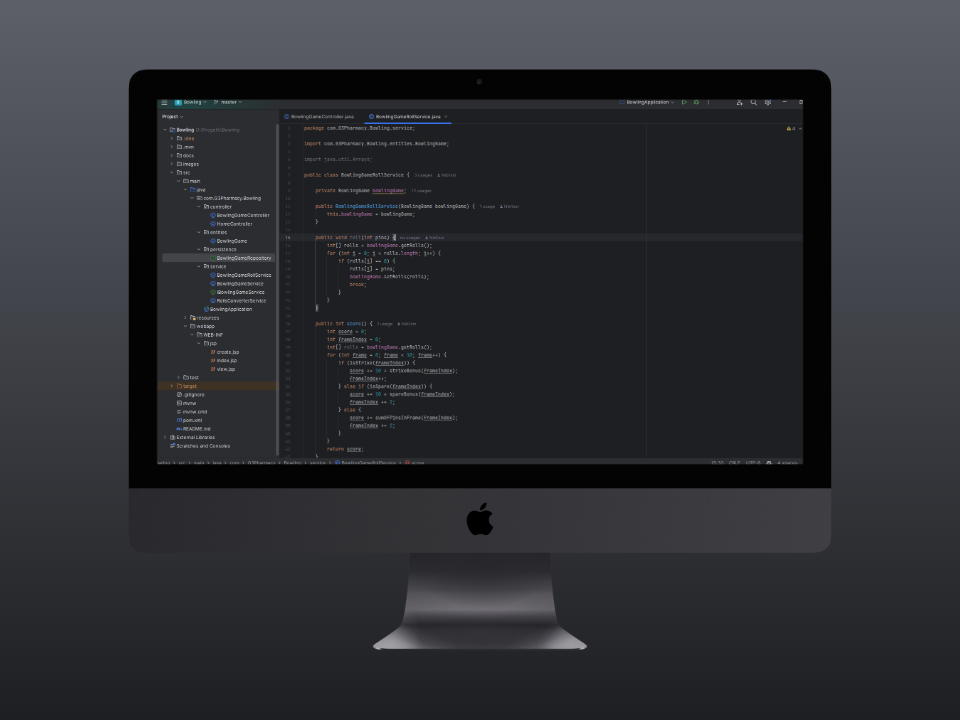 Bowling master BowlingApplication
Project
BowlingGameController.java BowlingGameRollService.java
Bowling D:\Projetti\Bowling
.idea
.mvn
docs
images
src
main
java
com.G3Pharmacy.Bowling
controller
BowlingGameController
HomeController
entities
BowlingGame
persistence
BowlingGameRepository
service
BowlingGameRollService
BowlingGameService
IBowlingGameService
RollsConverterService
BowlingApplication
resources
webapp
WEB-INF
jsp
create.jsp
index.jsp
view.jsp
test
target
.gitignore
mvnw
mvnw.cmd
pom.xml
README.md
External Libraries
Scratches and Consoles
package com.G3Pharmacy.Bowling.service;
import com.G3Pharmacy.Bowling.entities.BowlingGame;
import java.util.Arrays;
public class BowlingGameRollService {
private BowlingGame bowlingGame;
public BowlingGameRollService(BowlingGame bowlingGame) {
this.bowlingGame = bowlingGame;
}
public void roll(int pins) {
int[] rolls = bowlingGame.getRolls();
for (int j = 0; j < rolls.length; j++) {
if (rolls[j] == 0) {
rolls[j] = pins;
bowlingGame.setRolls(rolls);
break;
}
}
}
public int score() {
int score = 0;
int frameIndex = 0;
int[] rolls = bowlingGame.getRolls();
for (int frame = 0; frame < 10; frame++) {
if (isStrike(frameIndex)) {
score += 10 + strikeBonus(frameIndex);
frameIndex++;
} else if (isSpare(frameIndex)) {
score += 10 + spareBonus(frameIndex);
frameIndex += 2;
} else {
score += sumOfPinsInFrame(frameIndex);
frameIndex += 2;
}
}
return score;
}